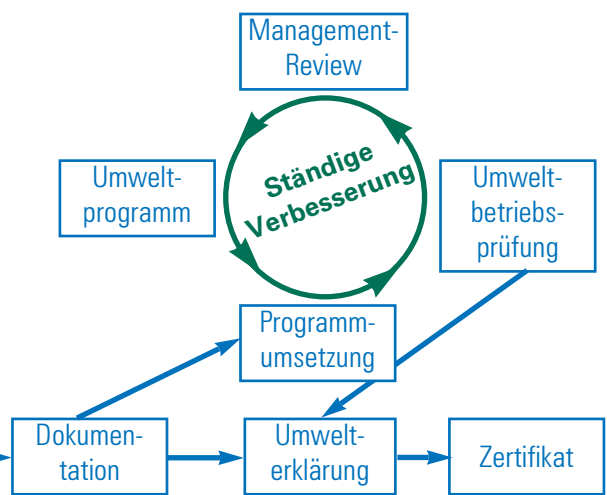 Management-
Review
Umwelt-
programm
Ständige
Verbesserung
Umwelt-
betriebs-
prüfung
Programm-
umsetzung
Dokumen-
tation
Umwelt-
erklärung
Zertifikat